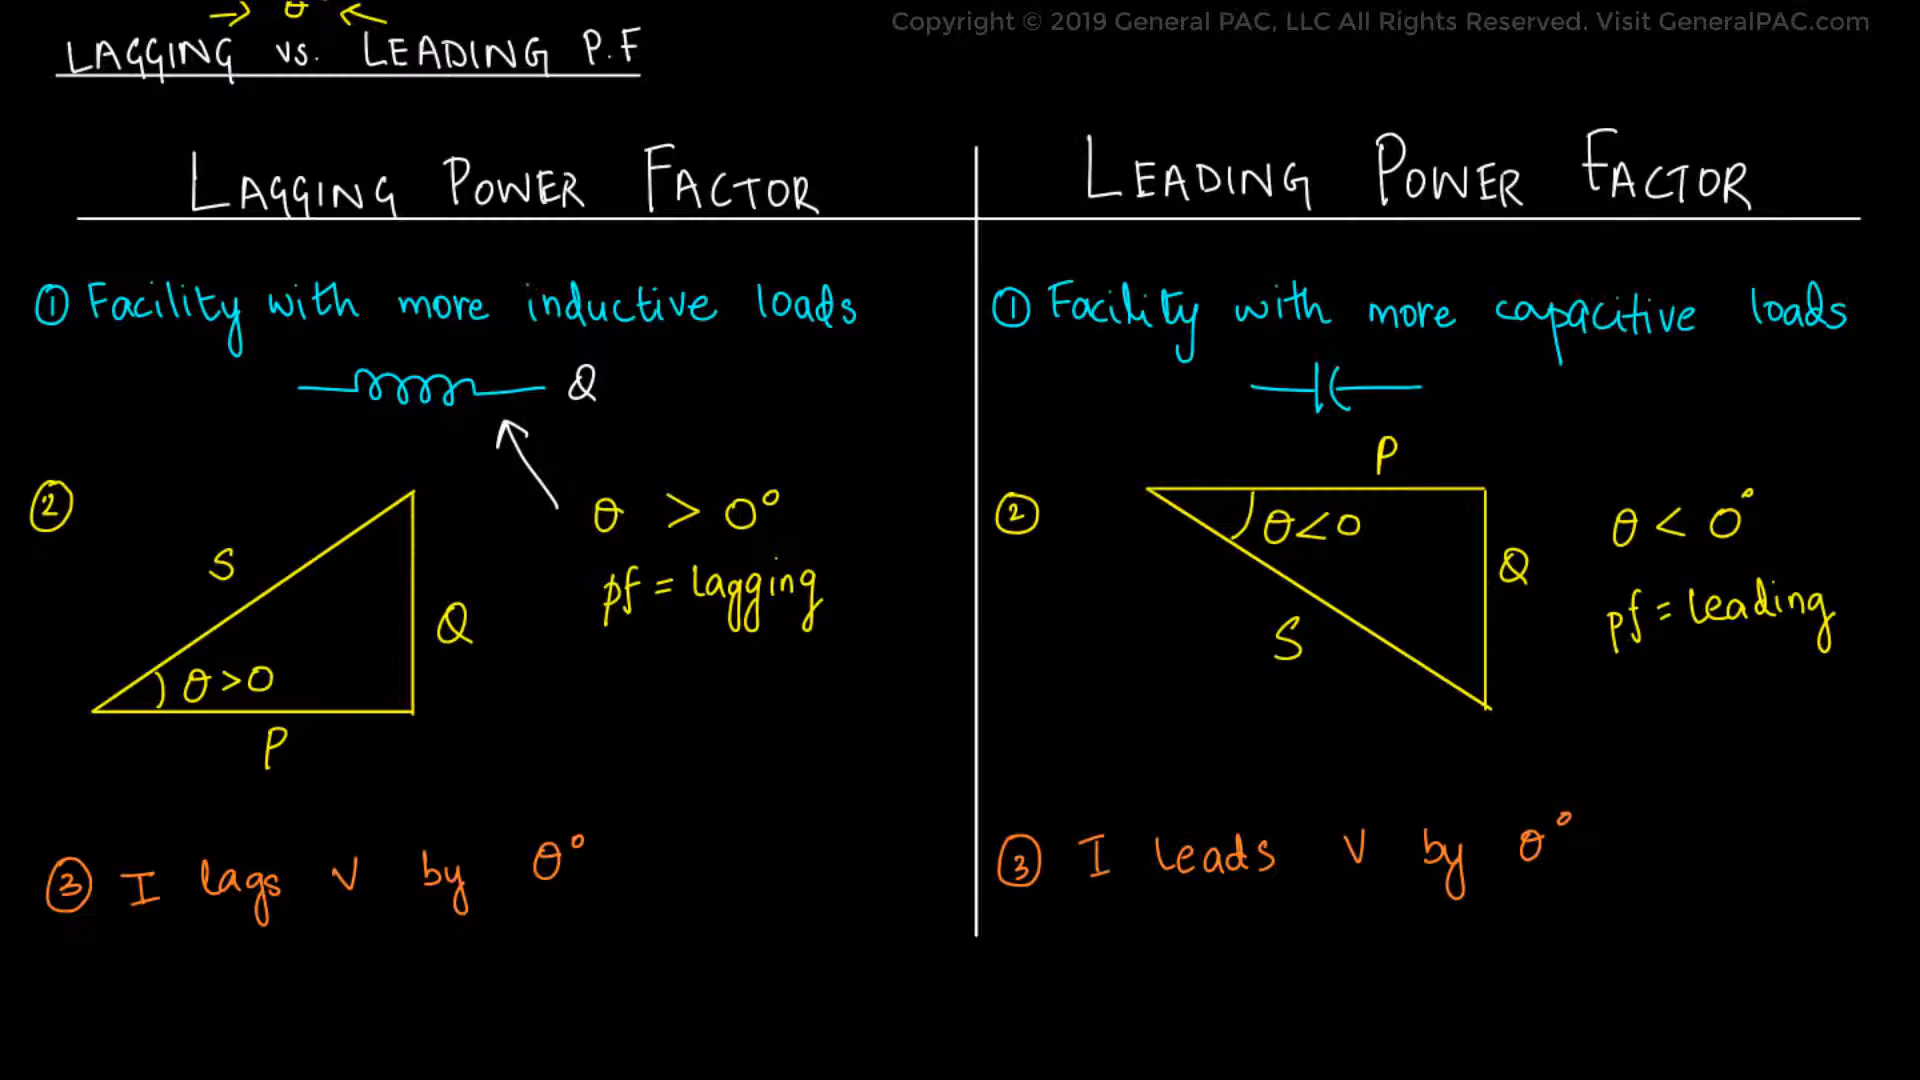 Copyright © 2019 General PAC, LLC All Rights Reserved. Visit GeneralPAC.com
θ
LAGGING vs. LEADING P.F
LAGGING POWER FACTOR
① Facility with more inductive loads
Q
②
S
θ > 0
P
Q
θ > 0°
pf = lagging
③ I lags V by θ°
LEADING POWER FACTOR
① Facility with more capacitive loads
②
P
θ < 0
S
Q
θ < 0°
pf = leading
③ I leads V by θ°